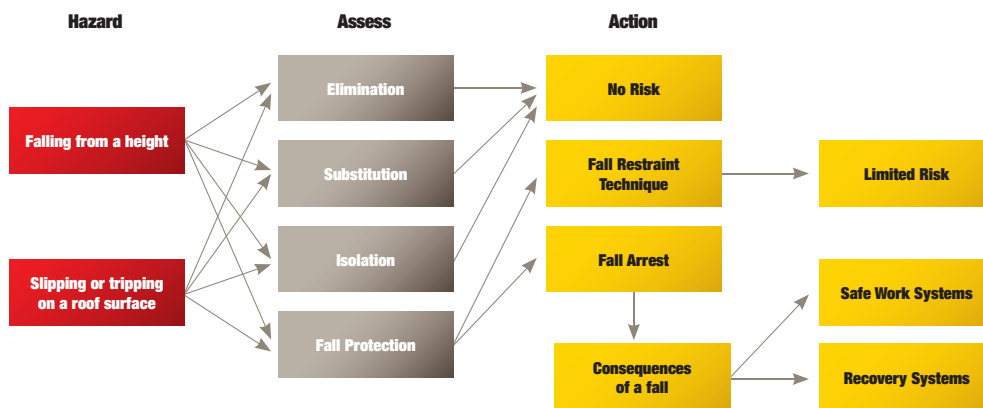 Hazard
Assess
Action
Falling from a height
Slipping or tripping
on a roof surface
Elimination
Substitution
Isolation
Fall Protection
No Risk
Fall Restraint
Technique
Fall Arrest
Consequences
of a fall
Limited Risk
Safe Work Systems
Recovery Systems